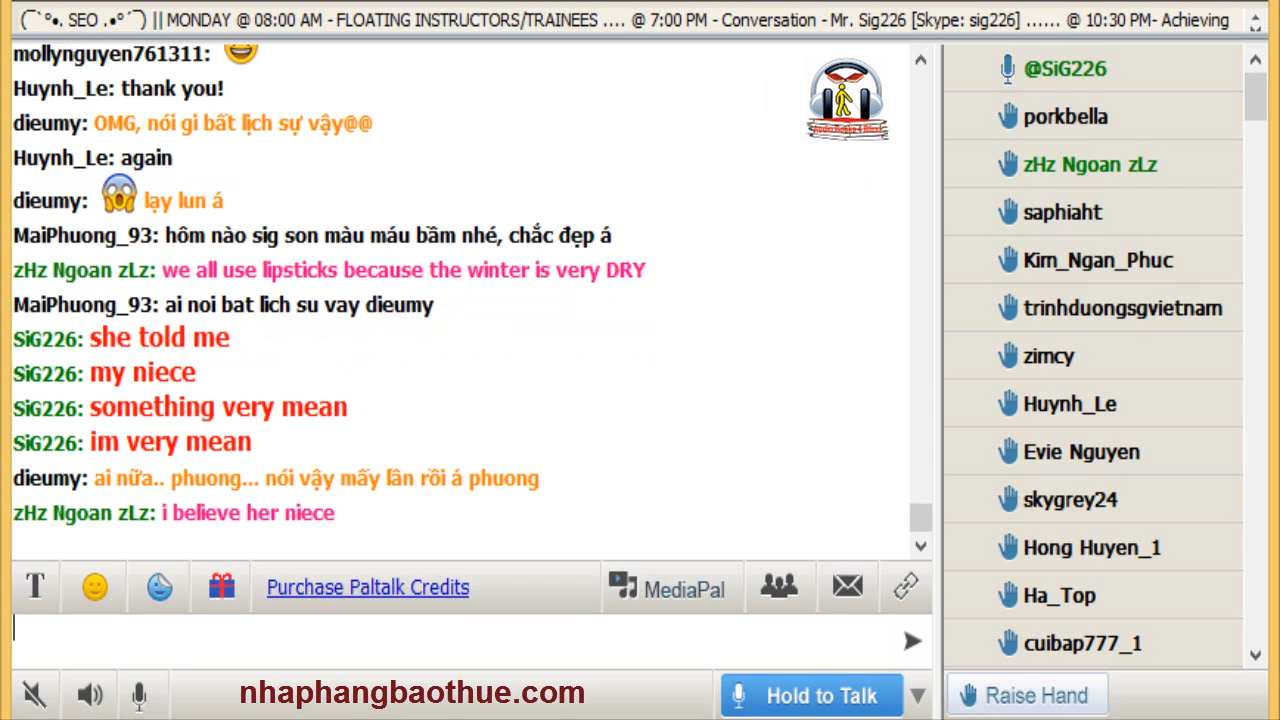 (¯`°•. SEO .•°´¯) || MONDAY @ 08:00 AM - FLOATING INSTRUCTORS/TRAINEES .... @ 7:00 PM - Conversation - Mr. Sig226 [Skype: sig226] ...... @ 10:30 PM- Achieving
mollynguyen761311:
Huynh_Le: thank you!
dieumy: OMG, nói gi bất lịch sự vậy@@
Huynh_Le: again
dieumy: lạy lun á
MaiPhuong_93: hôm nào sig son màu máu bầm nhé, chắc đẹp á
zHz Ngoan zLz: we all use lipsticks because the winter is very DRY
MaiPhuong_93: ai noi bat lich su vay dieumy
SiG226: she told me
SiG226: my niece
SiG226: something very mean
SiG226: im very mean
dieumy: ai nữa.. phuong... nói vậy mấy lân rồi á phuong
zHz Ngoan zLz: i believe her niece
Audio Books 4 Blind
T
Purchase Paltalk Credits
MediaPal
nhaphangbaothue.com
Hold to Talk
@SiG226
porkbella
zHz Ngoan zLz
saphiaht
Kim_Ngan_Phuc
trinhduongsgvietnam
zimcy
Huynh_Le
Evie Nguyen
skygrey24
Hong Huyen_1
Ha_Top
cuibap777_1
Raise Hand